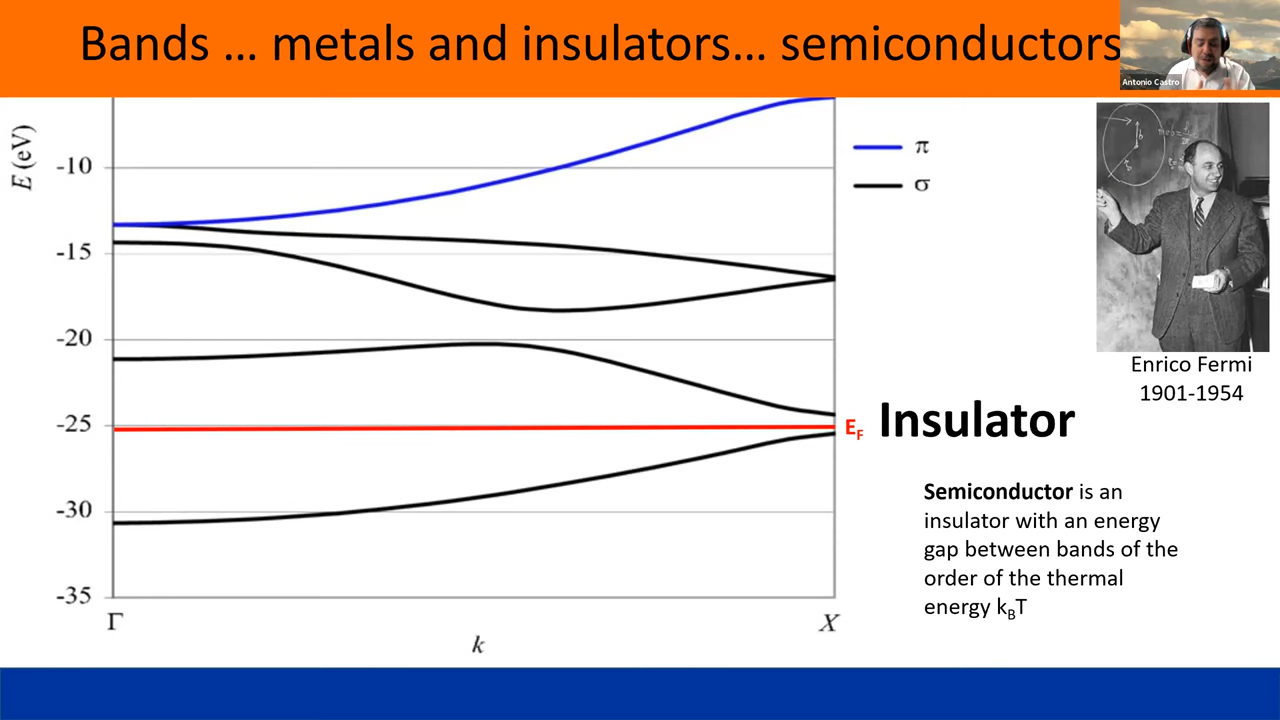 Bands … metals and insulators… semiconductors
Antonio Castro
E (eV)
-10
-15
-20
-25
-30
-35
Γ
X
k
π
σ
E_F
Insulator
Enrico Fermi
1901-1954
Semiconductor is an
insulator with an energy
gap between bands of the
order of the thermal
energy k_BT